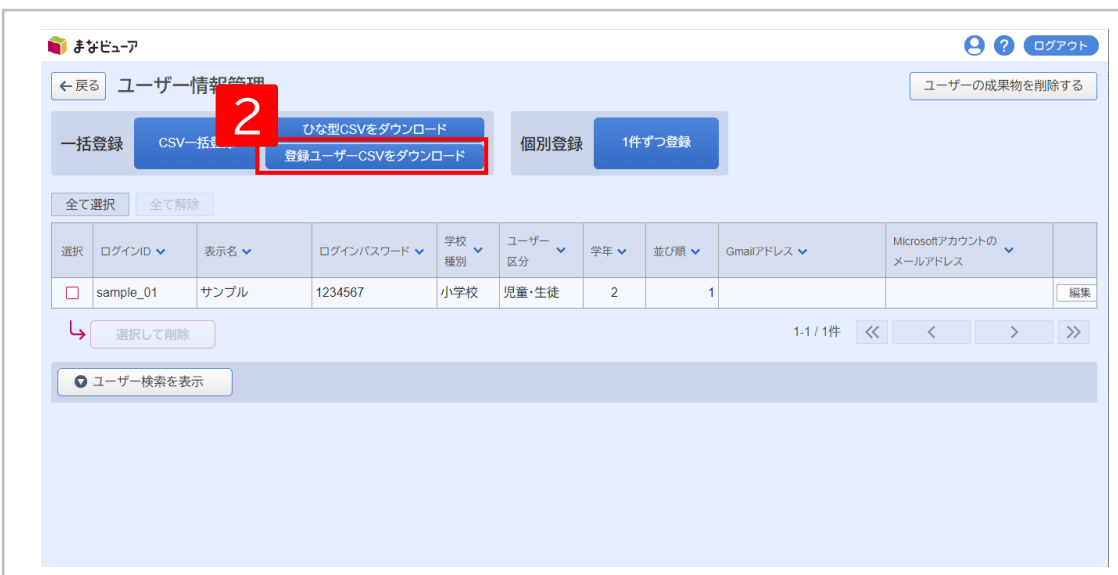 まなビューア
? ログアウト
←戻る ユーザー情報管理 ユーザーの成果物を削除する
2
一括登録 CSV一括登録 ひな型CSVをダウンロード 個別登録 1件ずつ登録
登録ユーザーCSVをダウンロード
全て選択 全て解除
選択 ログインID 表示名 ログインパスワード 学校種別 ユーザー区分 学年 並び順 Gmailアドレス Microsoftアカウントのメールアドレス
sample_01 サンプル 1234567 小学校 児童・生徒 2 1 編集
選択して削除 1-1 / 1件
ユーザー検索を表示